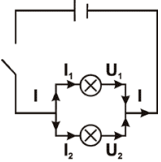 I₁ U₁
I I
I₂ U₂